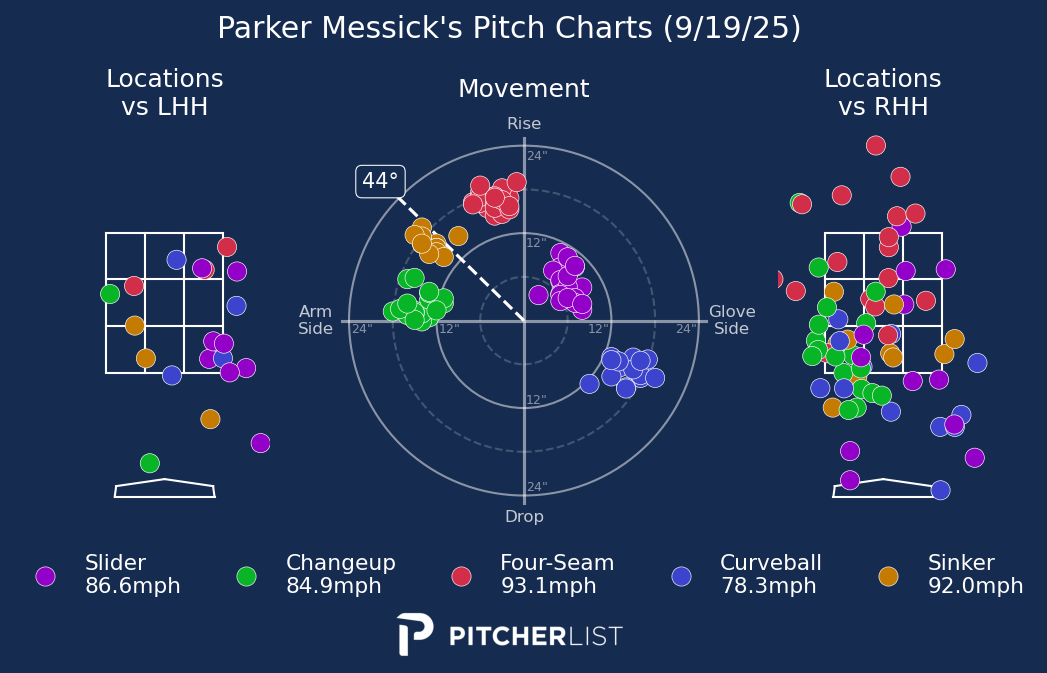 Parker Messick's Pitch Charts (9/19/25)
Locations
vs LHH
Movement
Locations
vs RHH
Rise
24"
44°
12"
Arm
Side
24"
12"
12"
24"
Glove
Side
12"
24"
Drop
Slider
86.6mph
Changeup
84.9mph
Four-Seam
93.1mph
Curveball
78.3mph
Sinker
92.0mph
PITCHERLIST